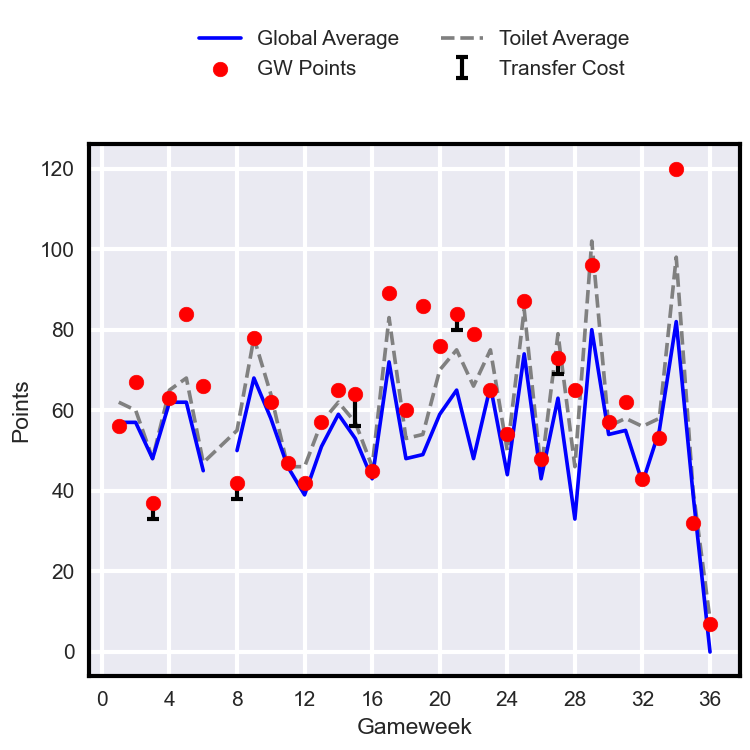 Global Average
Toilet Average
GW Points
Transfer Cost
120
100
80
60
40
20
0
Points
0 4 8 12 16 20 24 28 32 36
Gameweek